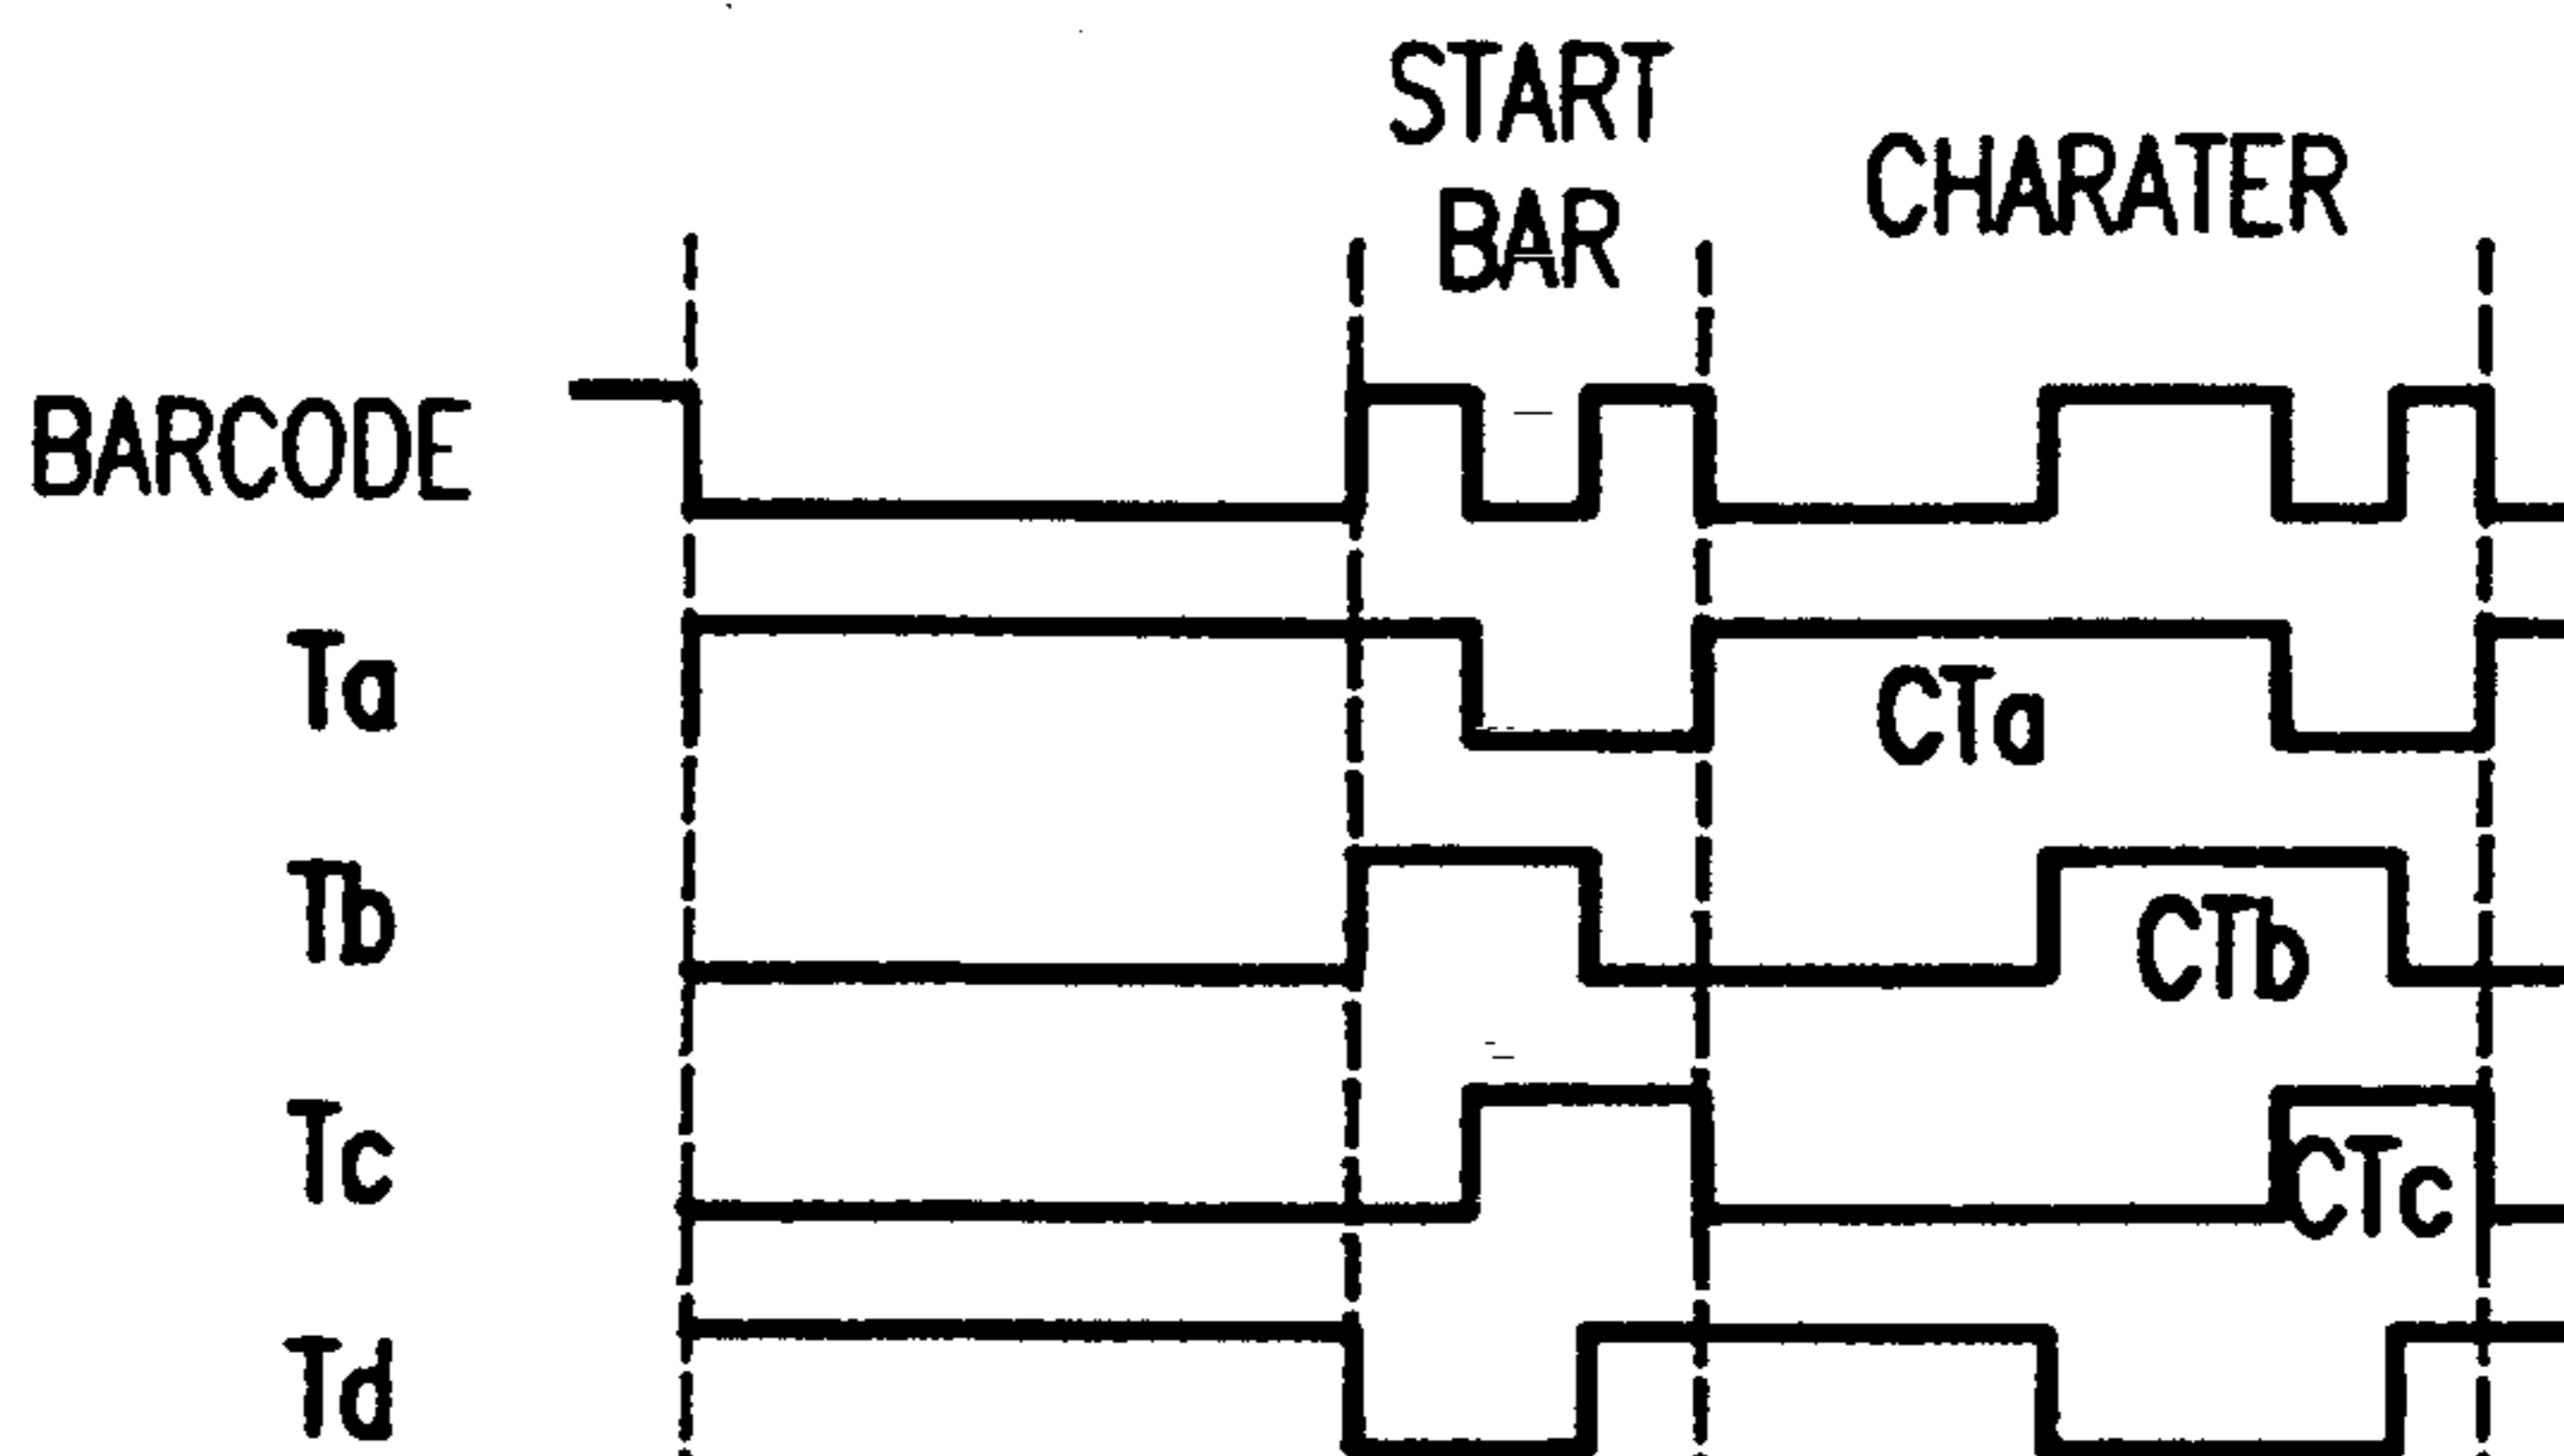 START
BAR
CHARATER
BARCODE
Ta
CTa
Tb
CTb
Tc
CTc
Td